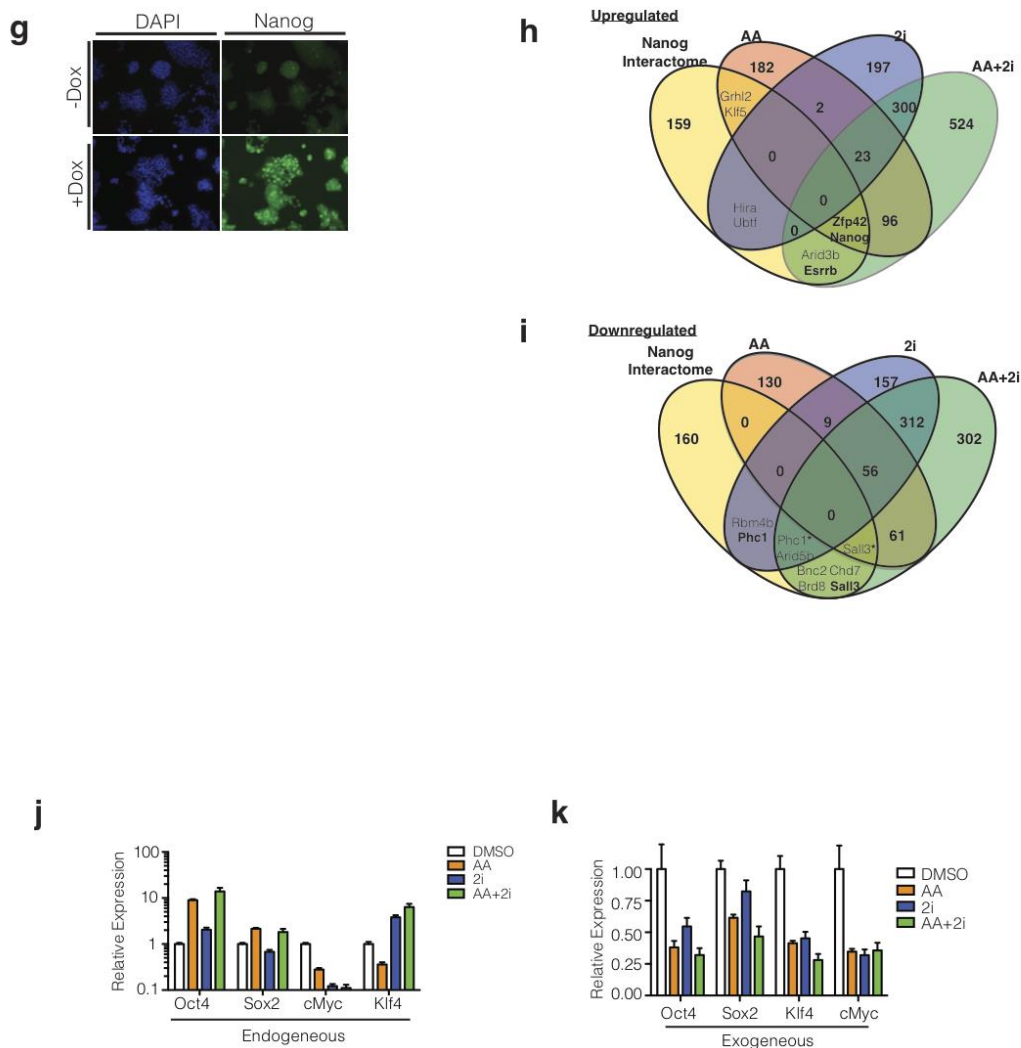 g
DAPI
Nanog
-Dox
+Dox
h
Upregulated
Nanog
Interactome
AA
2i
AA+2i
182
197
Grhl2
Klf5
2
300
524
159
0
23
0
Hira
Ubtf
0
Zfp42
Nanog
96
Arid3b
Esrrb
i
Downregulated
Nanog
Interactome
AA
2i
AA+2i
130
157
0
9
312
160
302
0
56
0
Rbm4b
Phc1
Phc1*
Arid5b
Sall3*
61
Bnc2 Chd7
Brd8 Sall3
j
Relative Expression
100
10
1
0.1
Oct4 Sox2 cMyc Klf4
Endogeneous
DMSO
AA
2i
AA+2i
k
Relative Expression
1.00
0.75
0.50
0.25
0.00
Oct4 Sox2 Klf4 cMyc
Exogeneous
DMSO
AA
2i
AA+2i